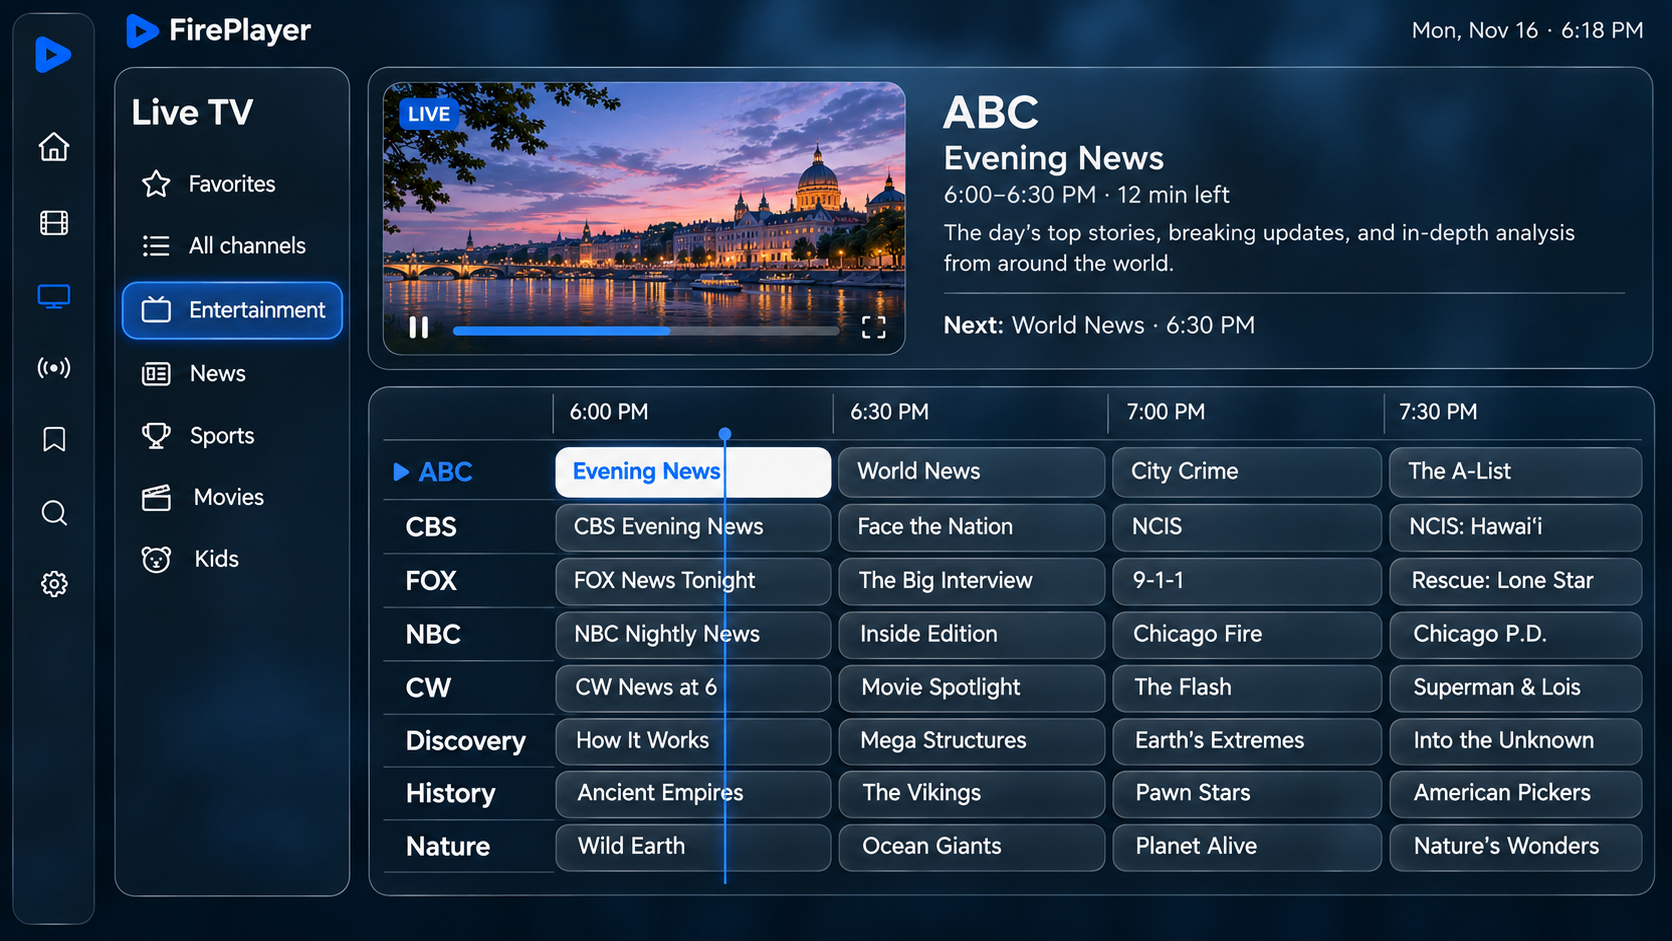 FirePlayer
Mon, Nov 16 · 6:18 PM
Live TV
Favorites
All channels
Entertainment
News
Sports
Movies
Kids
LIVE
ABC
Evening News
6:00–6:30 PM · 12 min left
The day's top stories, breaking updates, and in-depth analysis
from around the world.
Next: World News · 6:30 PM
6:00 PM 6:30 PM 7:00 PM 7:30 PM
ABC Evening News World News City Crime The A-List
CBS CBS Evening News Face the Nation NCIS NCIS: Hawaiʻi
FOX FOX News Tonight The Big Interview 9-1-1 Rescue: Lone Star
NBC NBC Nightly News Inside Edition Chicago Fire Chicago P.D.
CW CW News at 6 Movie Spotlight The Flash Superman & Lois
Discovery How It Works Mega Structures Earth's Extremes Into the Unknown
History Ancient Empires The Vikings Pawn Stars American Pickers
Nature Wild Earth Ocean Giants Planet Alive Nature's Wonders